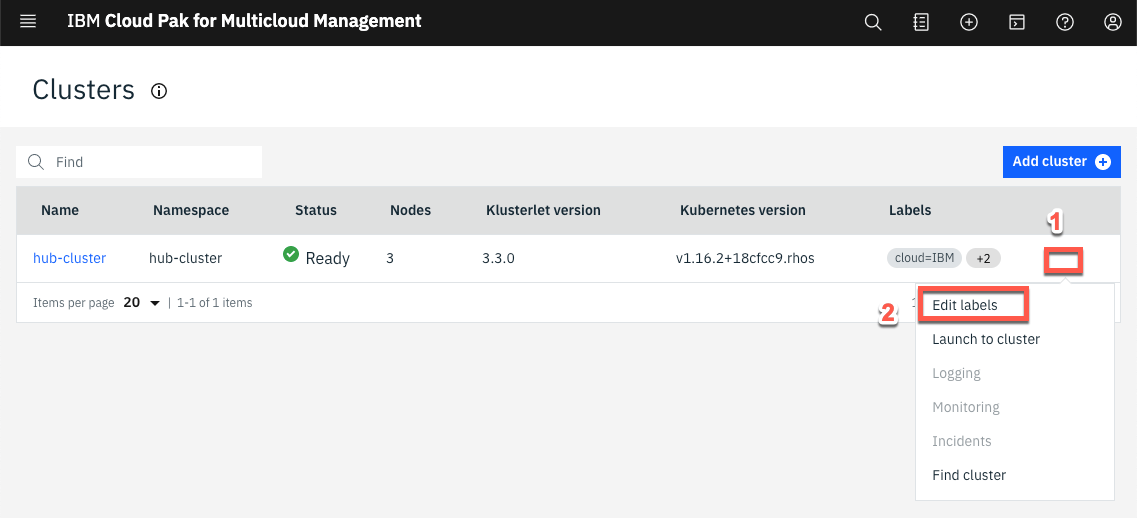 IBM Cloud Pak for Multicloud Management
Clusters
Find
Add cluster
Name Namespace Status Nodes Klusterlet version Kubernetes version Labels
1
hub-cluster hub-cluster Ready 3 3.3.0 v1.16.2+18cfcc9.rhos cloud=IBM +2
Items per page 20 | 1-1 of 1 items 1
2
Edit labels
Launch to cluster
Logging
Monitoring
Incidents
Find cluster